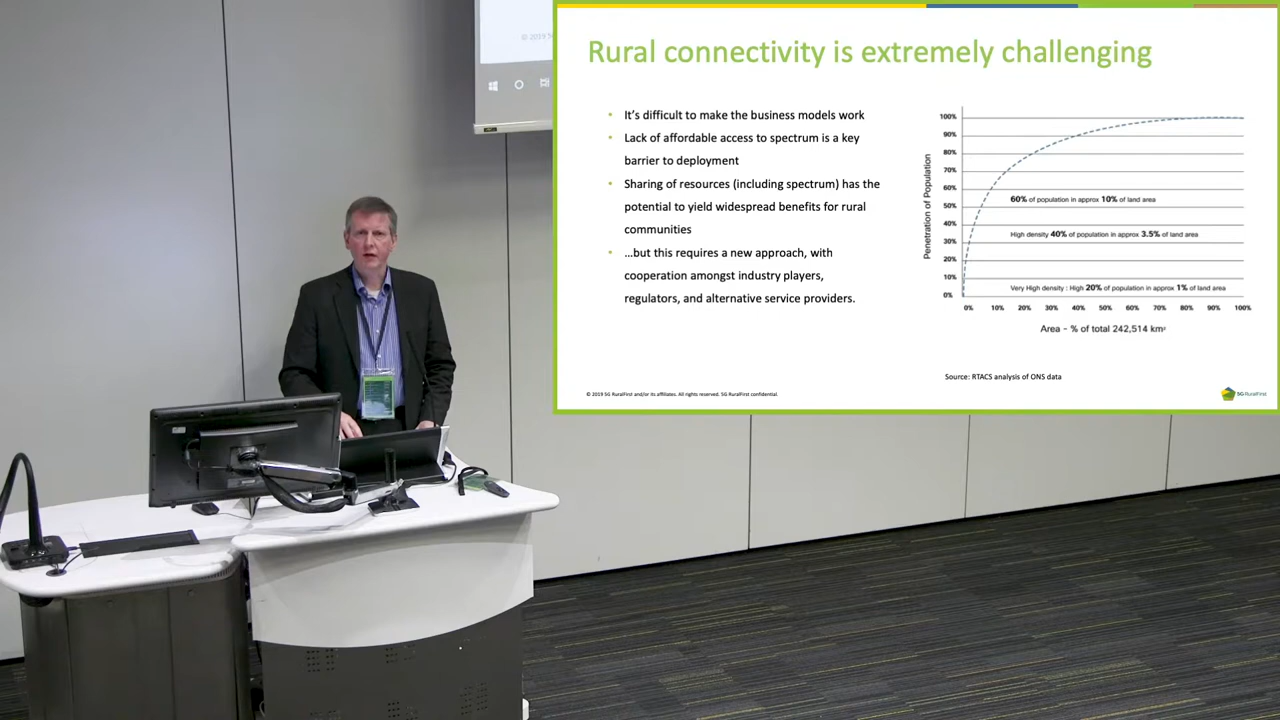 © 2019 5G
Rural connectivity is extremely challenging
• It's difficult to make the business models work
• Lack of affordable access to spectrum is a key
barrier to deployment
• Sharing of resources (including spectrum) has the
potential to yield widespread benefits for rural
communities
• …but this requires a new approach, with
cooperation amongst industry players,
regulators, and alternative service providers.
Penetration of Population
100%
90%
80%
70%
60%
50%
40%
30%
20%
10%
0%
60% of population in approx 10% of land area
High density 40% of population in approx 3.5% of land area
Very High density : High 20% of population in approx 1% of land area
0% 10% 20% 30% 40% 50% 60% 70% 80% 90% 100%
Area – % of total 242,514 km²
Source: RTACS analysis of ONS data
© 2019 5G RuralFirst and/or its affiliates. All rights reserved. 5G RuralFirst confidential.
5G RuralFirst